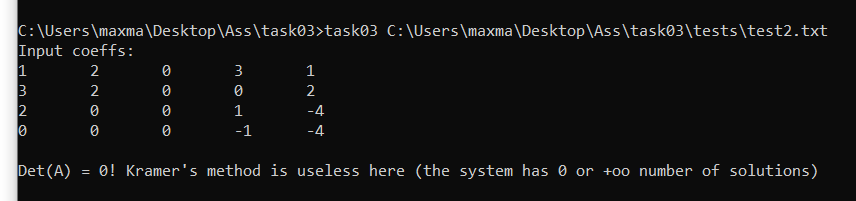 C:\Users\maxma\Desktop\Ass\task03>task03 C:\Users\maxma\Desktop\Ass\task03\tests\test2.txt
Input coeffs:
1 2 0 3 1
3 2 0 0 2
2 0 0 1 -4
0 0 0 -1 -4
Det(A) = 0! Kramer's method is useless here (the system has 0 or +oo number of solutions)